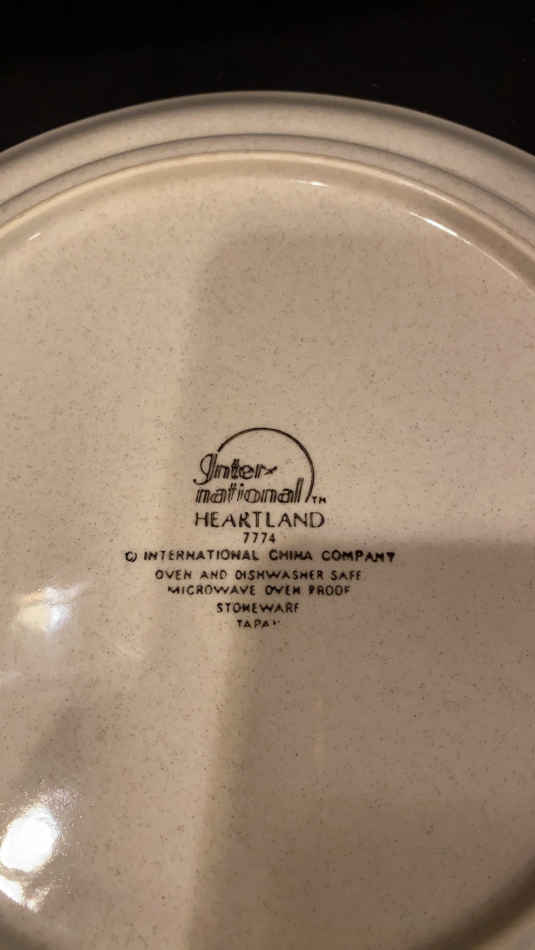 Inter-
national TM
HEARTLAND
7774
© INTERNATIONAL CHINA COMPANY
OVEN AND DISHWASHER SAFE
MICROWAVE OVEN PROOF
STONEWARE
JAPAN